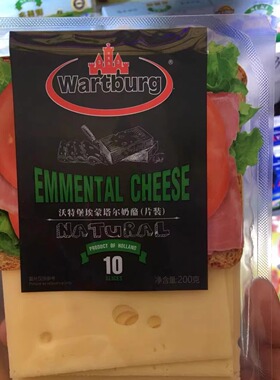 Wartburg
®
EMMENTAL CHEESE
沃特堡埃蒙塔尔奶酪(片装)
NATURAL
PRODUCT OF HOLLAND
10
SLICES
净含量:200克